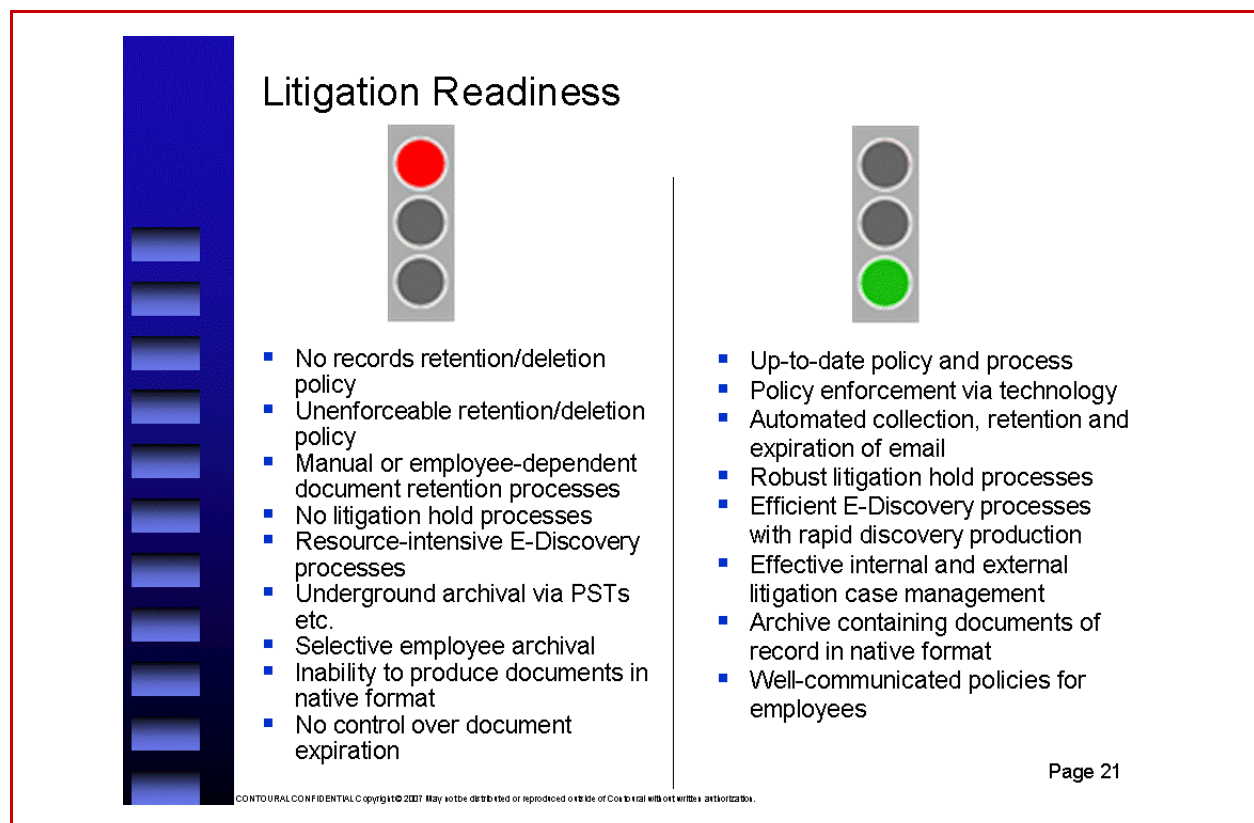 Litigation Readiness
No records retention/deletion
policy
Unenforceable retention/deletion
policy
Manual or employee-dependent
document retention processes
No litigation hold processes
Resource-intensive E-Discovery
processes
Underground archival via PSTs
etc.
Selective employee archival
Inability to produce documents in
native format
No control over document
expiration
Up-to-date policy and process
Policy enforcement via technology
Automated collection, retention and
expiration of email
Robust litigation hold processes
Efficient E-Discovery processes
with rapid discovery production
Effective internal and external
litigation case management
Archive containing documents of
record in native format
Well-communicated policies for
employees
Page 21
CONTOURAL CONFIDENTIAL Copyright © 2007 May not be distributed or reproduced outside of Contoural without written authorization.